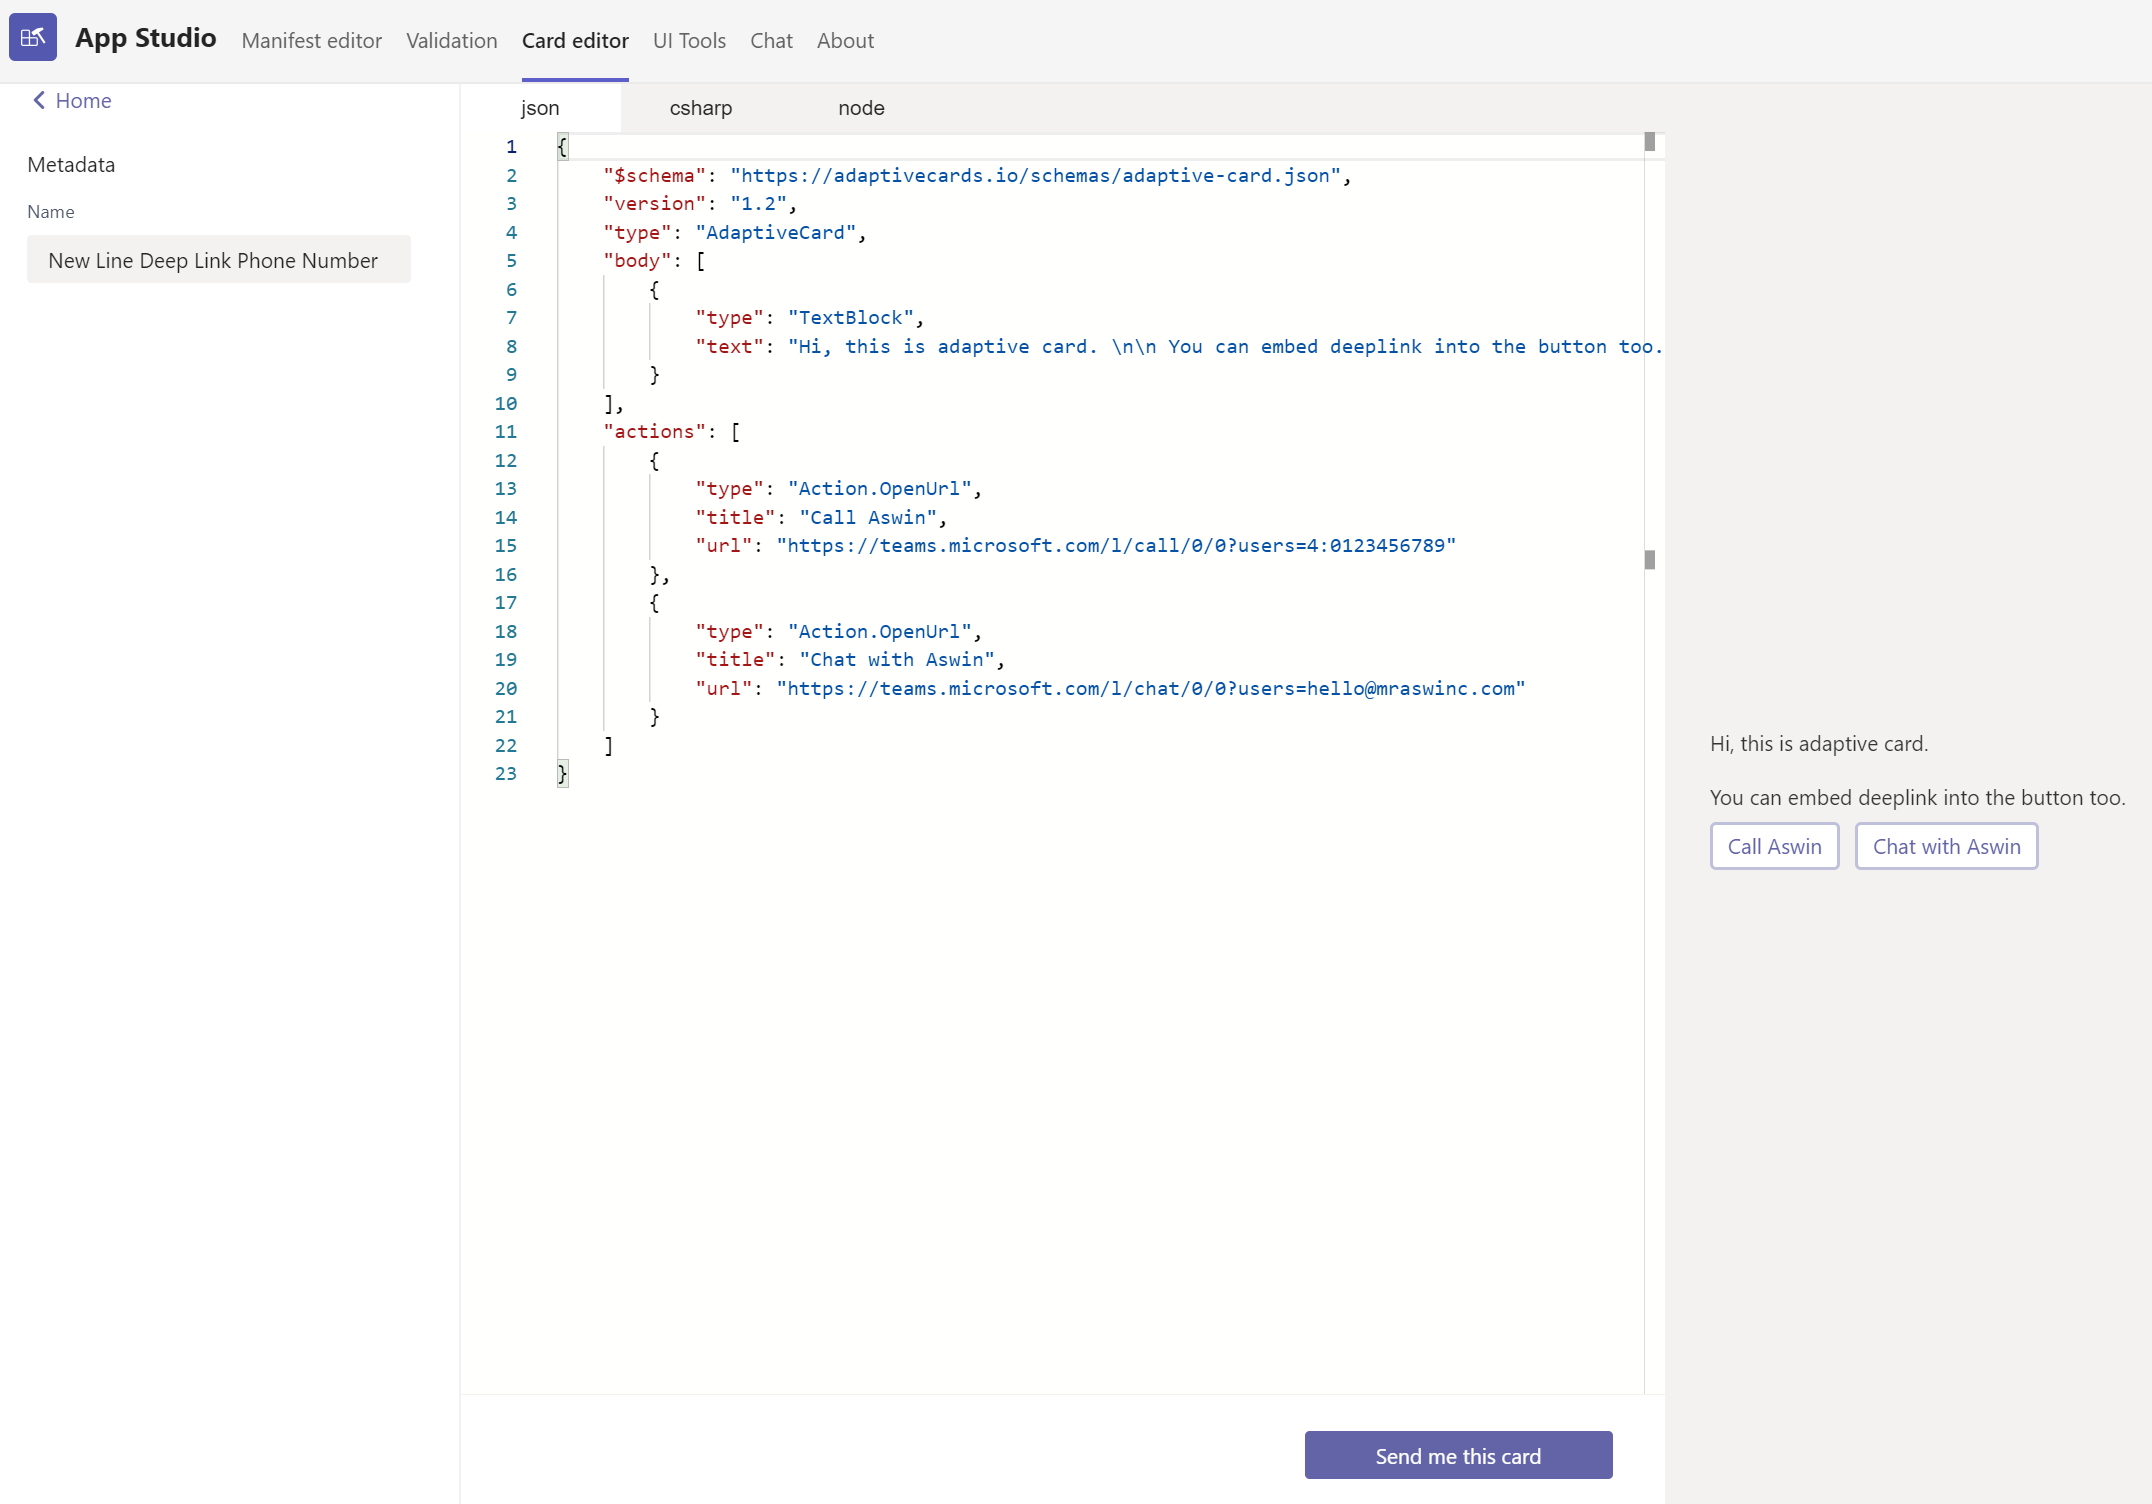 App Studio Manifest editor Validation Card editor UI Tools Chat About
Home
Metadata
Name
New Line Deep Link Phone Number
json csharp node
1 {
2 "$schema": "https://adaptivecards.io/schemas/adaptive-card.json",
3 "version": "1.2",
4 "type": "AdaptiveCard",
5 "body": [
6 {
7 "type": "TextBlock",
8 "text": "Hi, this is adaptive card. \n\n You can embed deeplink into the button too.
9 }
10 ],
11 "actions": [
12 {
13 "type": "Action.OpenUrl",
14 "title": "Call Aswin",
15 "url": "https://teams.microsoft.com/l/call/0/0?users=4:0123456789"
16 },
17 {
18 "type": "Action.OpenUrl",
19 "title": "Chat with Aswin",
20 "url": "https://teams.microsoft.com/l/chat/0/0?users=hello@mraswinc.com"
21 }
22 ]
23 }
Hi, this is adaptive card.
You can embed deeplink into the button too.
Call Aswin Chat with Aswin
Send me this card